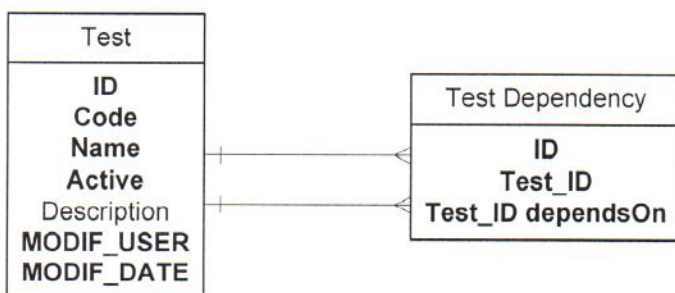 Test
ID
Code
Name
Active
Description
MODIF_USER
MODIF_DATE
Test Dependency
ID
Test_ID
Test_ID dependsOn